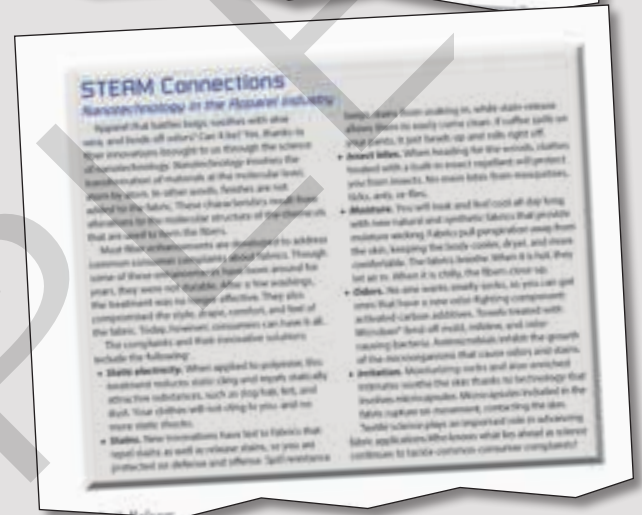 STEAM Connections
Nanotechnology in the Apparel Industry
Apparel that battles bugs, soothes with aloe
vera, and fends off odors? Can it be? Yes, thanks to
fiber innovations brought to us through the science
of nanotechnology. Nanotechnology involves the
transformation of materials at the molecular level,
atom by atom. In other words, finishes are not
added to the fabric. These characteristics result from
alterations to the molecular structure of the chemicals
that are used to form the fibers.
Most fiber enhancements are designed to address
common consumer complaints about fabrics. Though
some of these enhancements have been around for
years, they were not durable. After a few washings,
the treatment was no longer effective. They also
compromised the style, drape, comfort, and feel of
the fabric. Today, however, consumers can have it all.
The complaints and their innovative solutions
include the following:
• Static electricity. When applied to polyester, this
treatment reduces static cling and repels statically
attractive substances, such as dog hair, lint, and
dust. Your clothes will not cling to you and no
more static shocks.
• Stains. New innovations have led to fabrics that
repel stains as well as release stains, so you are
protected on defense and offense. Spill resistance
keeps stains from soaking in, while stain release
allows them to easily come clean. If coffee spills on
your pants, it just beads up and rolls right off.
• Insect bites. When heading for the woods, clothes
treated with a built-in insect repellent will protect
you from insects. No more bites from mosquitoes,
ticks, ants, or flies.
• Moisture. You will look and feel cool all day long
with new natural and synthetic fabrics that provide
moisture wicking. Fabrics pull perspiration away from
the skin, keeping the body cooler, dryer, and more
comfortable. The fabrics breathe. When it is hot, they
let air in. When it is chilly, the fibers close up.
• Odors. No one wants smelly socks, so you can get
ones that have a new odor-fighting component:
activated carbon additives. Towels treated with
Microban® fend off mold, mildew, and odor-
causing bacteria. Antimicrobials inhibit the growth
of the microorganisms that cause odors and stains.
• Irritation. Moisturizing socks and aloe-enriched
intimates soothe the skin thanks to technology that
involves microcapsules. Microcapsules included in the
fabric rupture on movement, contacting the skin.
Textile science plays an important role in advancing
fabric applications. Who knows what lies ahead as science
continues to tackle common consumer complaints?